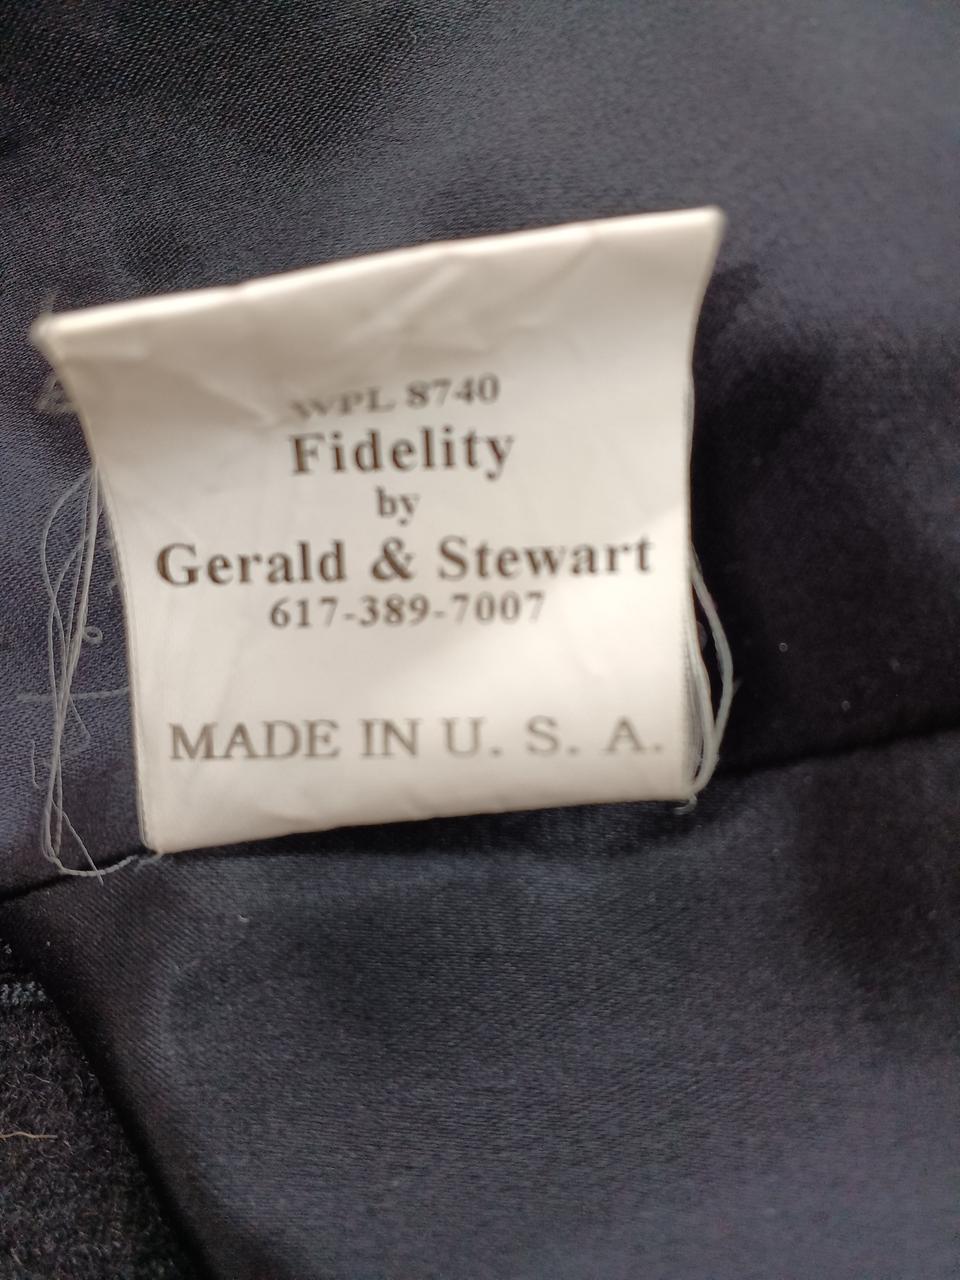 WPL 8740
Fidelity
by
Gerald & Stewart
617-389-7007
MADE IN U. S. A.